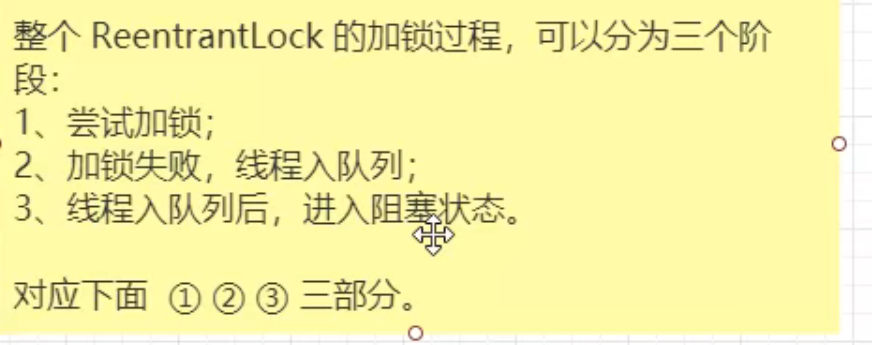 整个 ReentrantLock 的加锁过程，可以分为三个阶
段：
1、尝试加锁；
2、加锁失败，线程入队列；
3、线程入队列后，进入阻塞状态。
对应下面 ① ② ③ 三部分。